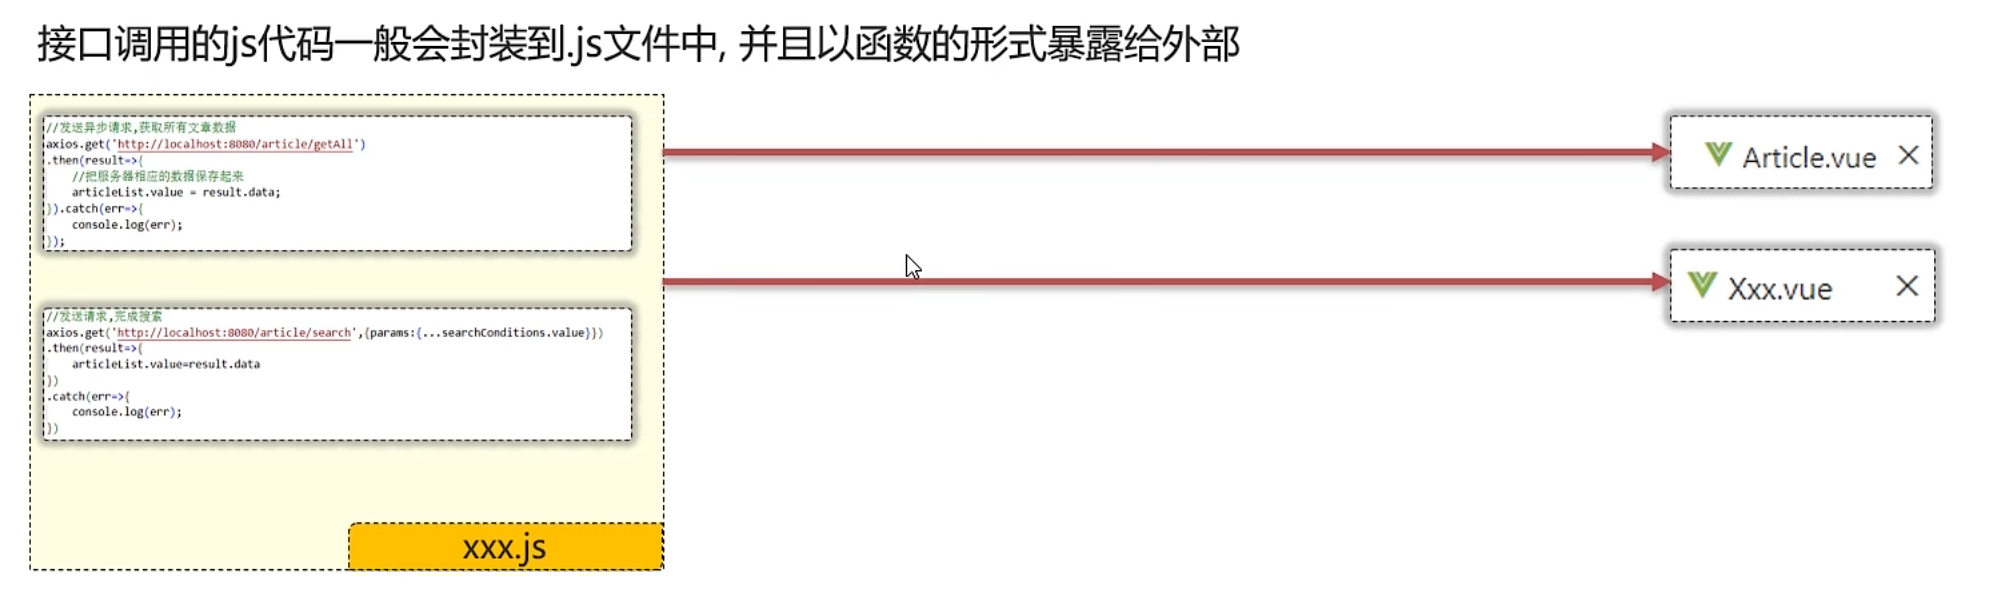 接口调用的js代码一般会封装到.js文件中, 并且以函数的形式暴露给外部
//发送异步请求,获取所有文章数据
axios.get('http://localhost:8080/article/getAll')
.then(result=>{
//把服务器相应的数据保存起来
articleList.value = result.data;
}).catch(err=>{
console.log(err);
});
//发送请求,完成搜索
axios.get('http://localhost:8080/article/search',{params:{...searchConditions.value}})
.then(result=>{
articleList.value=result.data
})
.catch(err=>{
console.log(err);
})
xxx.js
Article.vue
Xxx.vue